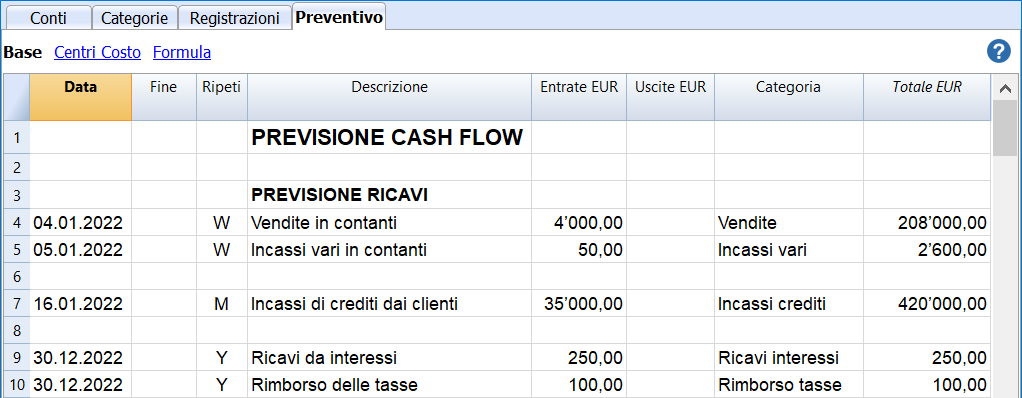 Conti Categorie Registrazioni Preventivo
Base Centri Costo Formula ?
Data Fine Ripeti Descrizione Entrate EUR Uscite EUR Categoria Totale EUR
1 PREVISIONE CASH FLOW
2
3 PREVISIONE RICAVI
4 04.01.2022 W Vendite in contanti 4’000,00 Vendite 208’000,00
5 05.01.2022 W Incassi vari in contanti 50,00 Incassi vari 2’600,00
6
7 16.01.2022 M Incassi di crediti dai clienti 35’000,00 Incassi crediti 420’000,00
8
9 30.12.2022 Y Ricavi da interessi 250,00 Ricavi interessi 250,00
10 30.12.2022 Y Rimborso delle tasse 100,00 Rimborso tasse 100,00